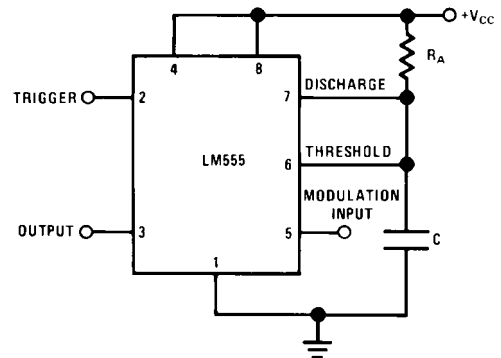 +VCC
4
8
RA
TRIGGER
2
7
DISCHARGE
LM555
6
THRESHOLD
MODULATION
INPUT
OUTPUT
3
5
C
1